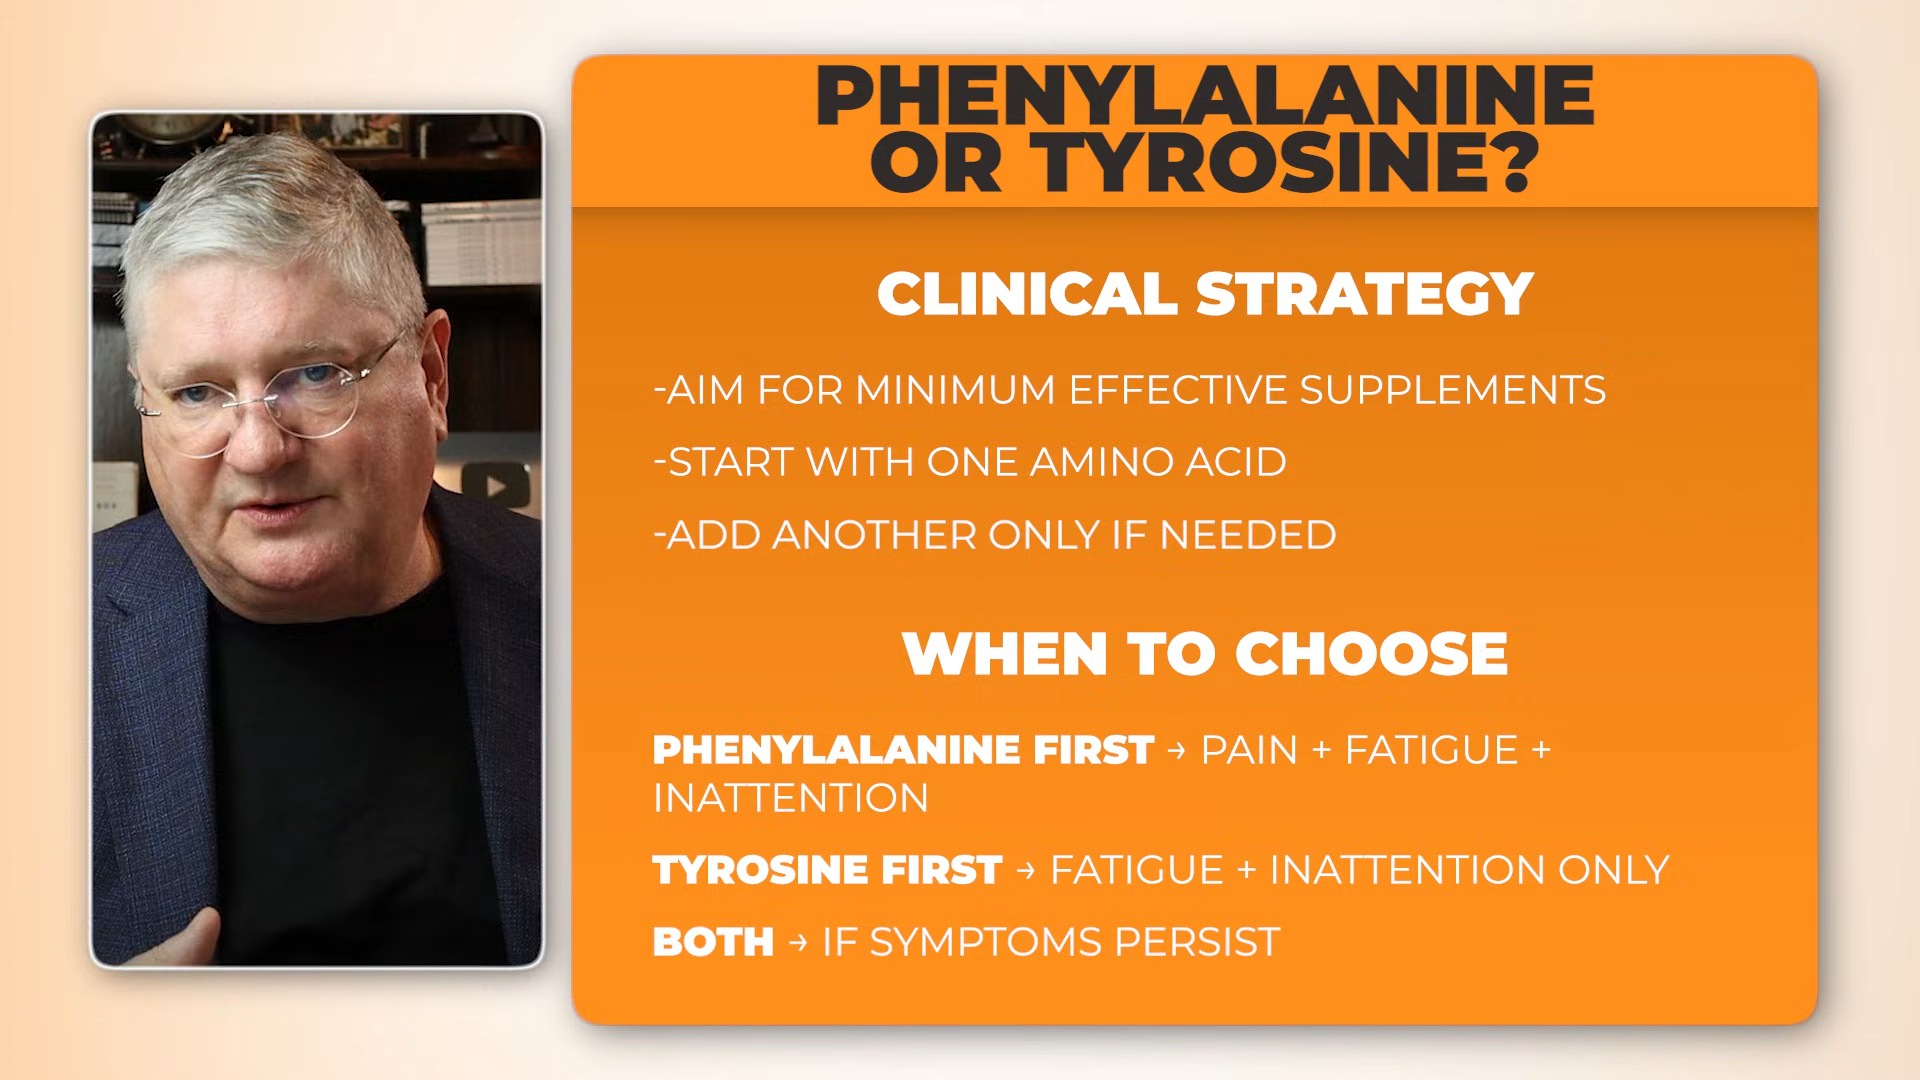 PHENYLALANINE
OR TYROSINE?
CLINICAL STRATEGY
-AIM FOR MINIMUM EFFECTIVE SUPPLEMENTS
-START WITH ONE AMINO ACID
-ADD ANOTHER ONLY IF NEEDED
WHEN TO CHOOSE
PHENYLALANINE FIRST → PAIN + FATIGUE +
INATTENTION
TYROSINE FIRST → FATIGUE + INATTENTION ONLY
BOTH → IF SYMPTOMS PERSIST